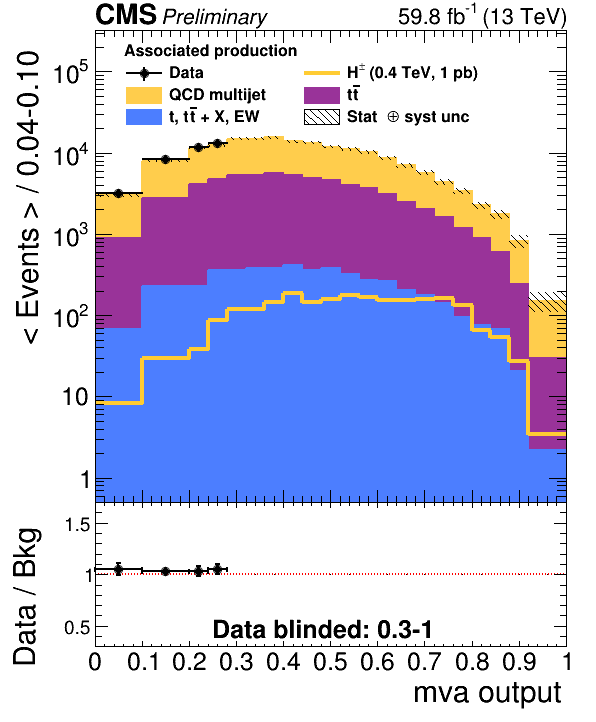 CMS Preliminary 59.8 fb⁻¹ (13 TeV)
Associated production
Data
H± (0.4 TeV, 1 pb)
QCD multijet
tt̅
t, tt̅ + X, EW
Stat ⊕ syst unc
< Events > / 0.04-0.10
10⁵
10⁴
10³
10²
10
1
Data / Bkg
1.5
1
0.5
Data blinded: 0.3-1
0 0.1 0.2 0.3 0.4 0.5 0.6 0.7 0.8 0.9 1
mva output